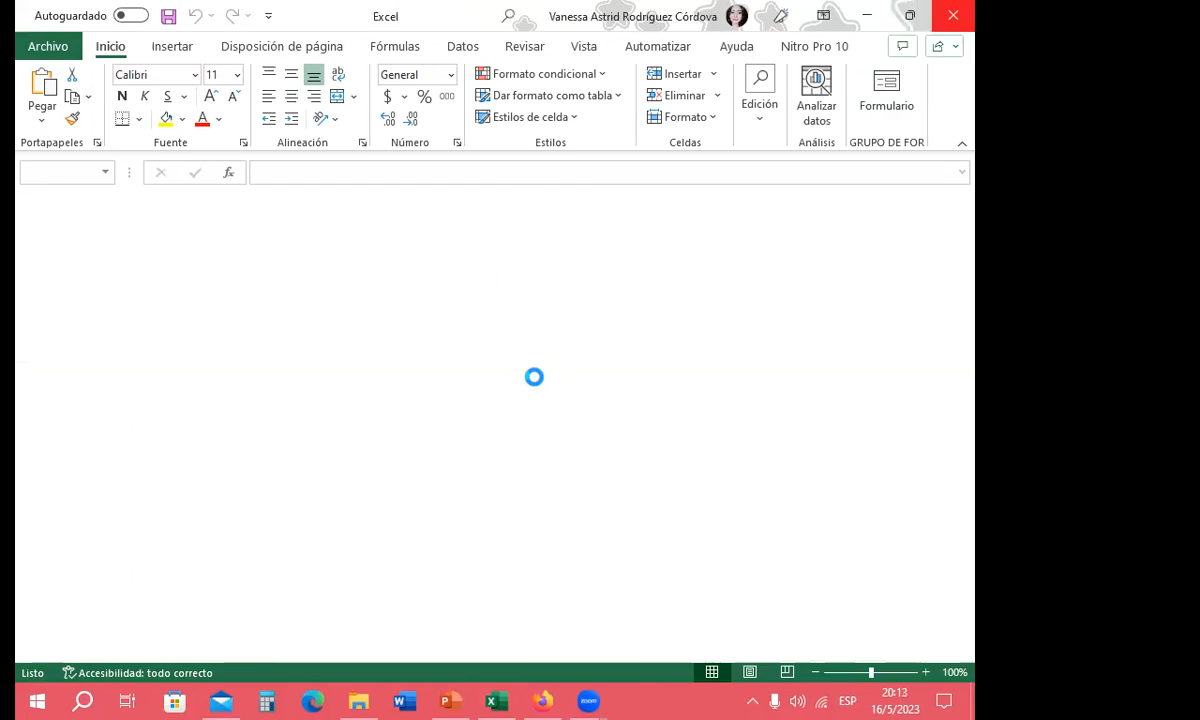 Autoguardado Excel Vanessa Astrid Rodríguez Córdova
Archivo Inicio Insertar Disposición de página Fórmulas Datos Revisar Vista Automatizar Ayuda Nitro Pro 10
Pegar Calibri 11 General Formato condicional Insertar Edición Analizar datos Formulario
N K S A A $ % 000 Dar formato como tabla Eliminar
A Estilos de celda Formato
Portapapeles Fuente Alineación Número Estilos Celdas Análisis GRUPO DE FOR
fx
Listo Accesibilidad: todo correcto 100%
zoom ESP 20:13
16/5/2023